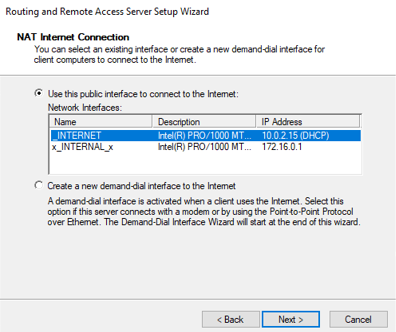 Routing and Remote Access Server Setup Wizard
NAT Internet Connection
You can select an existing interface or create a new demand-dial interface for
client computers to connect to the Internet.
Use this public interface to connect to the Internet:
Network Interfaces:
Name Description IP Address
_INTERNET Intel(R) PRO/1000 MT... 10.0.2.15 (DHCP)
x_INTERNAL_x Intel(R) PRO/1000 MT... 172.16.0.1
Create a new demand-dial interface to the Internet
A demand-dial interface is activated when a client uses the Internet. Select this
option if this server connects with a modem or by using the Point-to-Point Protocol
over Ethernet. The Demand-Dial Interface Wizard will start at the end of this wizard.
< Back Next > Cancel